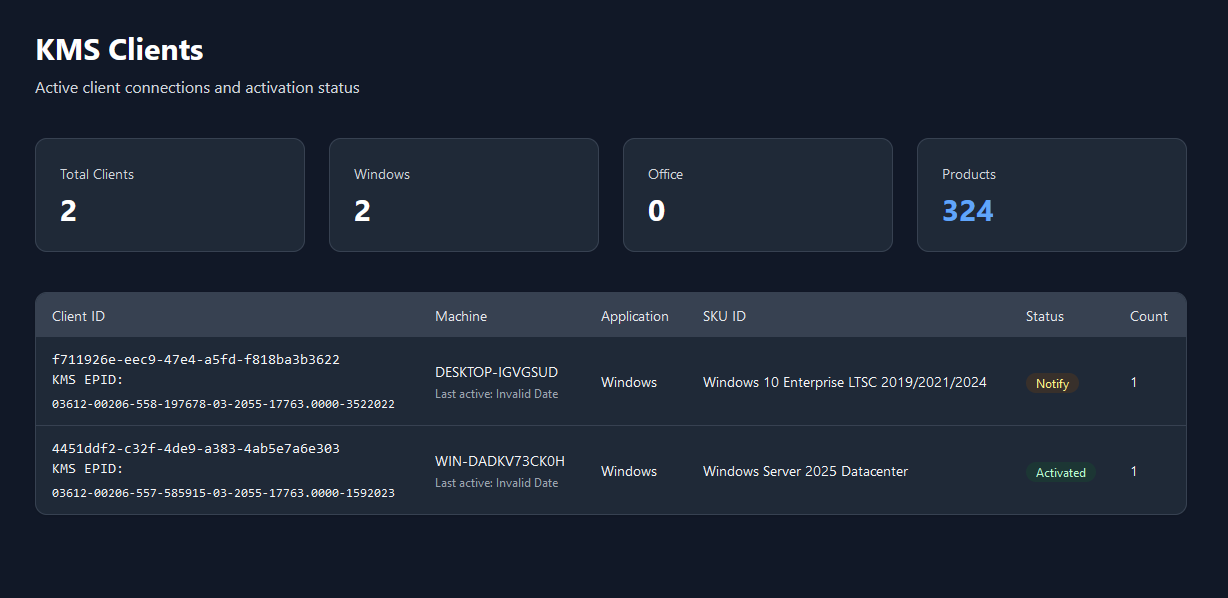 KMS Clients
Active client connections and activation status
Total Clients
2
Windows
2
Office
0
Products
324
Client ID Machine Application SKU ID Status Count
f711926e-eec9-47e4-a5fd-f818ba3b3622
KMS EPID:
03612-00206-558-197678-03-2055-17763.0000-3522022
DESKTOP-IGVGSUD
Last active: Invalid Date
Windows
Windows 10 Enterprise LTSC 2019/2021/2024
Notify
1
4451ddf2-c32f-4de9-a383-4ab5e7a6e303
KMS EPID:
03612-00206-557-585915-03-2055-17763.0000-1592023
WIN-DADKV73CK0H
Last active: Invalid Date
Windows
Windows Server 2025 Datacenter
Activated
1